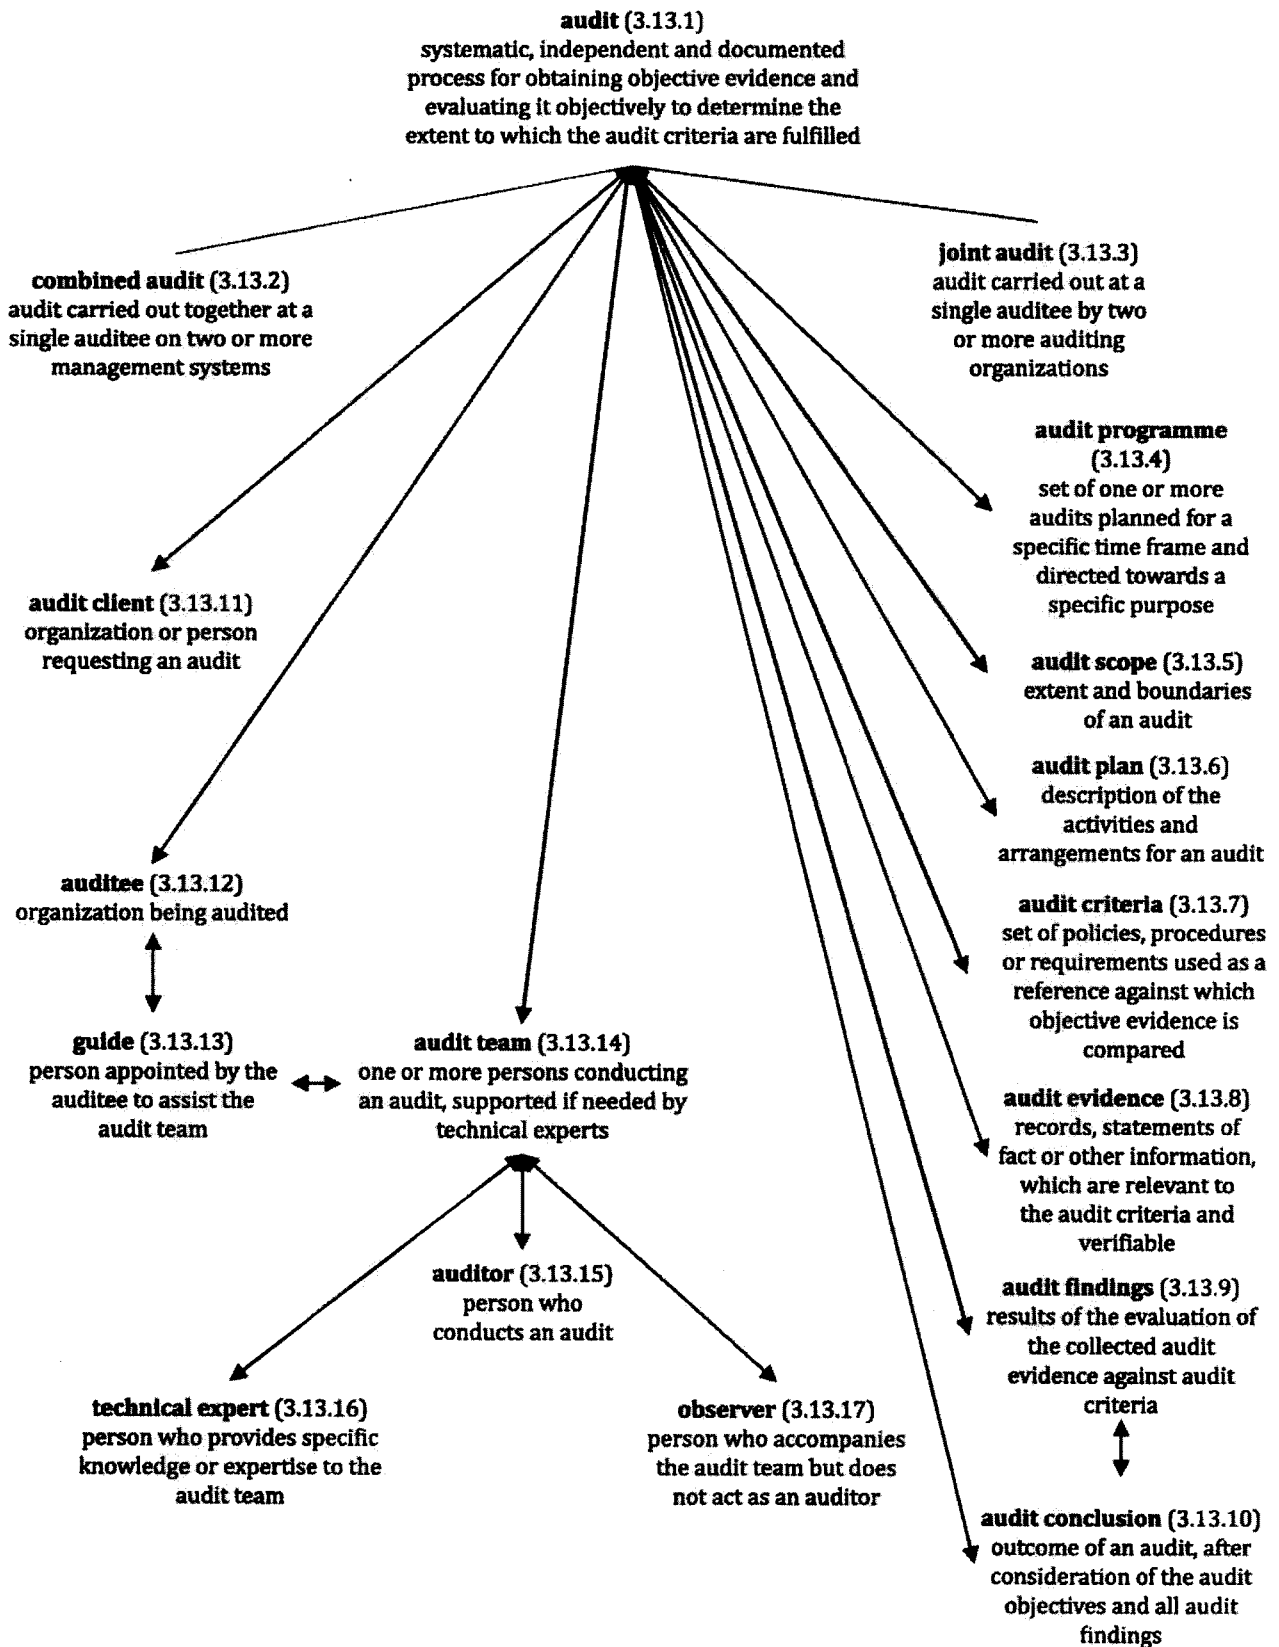 audit (3.13.1)
systematic, independent and documented
process for obtaining objective evidence and
evaluating it objectively to determine the
extent to which the audit criteria are fulfilled
combined audit (3.13.2)
audit carried out together at a
single auditee on two or more
management systems
joint audit (3.13.3)
audit carried out at a
single auditee by two
or more auditing
organizations
audit programme
(3.13.4)
set of one or more
audits planned for a
specific time frame and
directed towards a
specific purpose
audit client (3.13.11)
organization or person
requesting an audit
audit scope (3.13.5)
extent and boundaries
of an audit
audit plan (3.13.6)
description of the
activities and
arrangements for an audit
auditee (3.13.12)
organization being audited
audit criteria (3.13.7)
set of policies, procedures
or requirements used as a
reference against which
objective evidence is
compared
guide (3.13.13)
person appointed by the
auditee to assist the
audit team
audit team (3.13.14)
one or more persons conducting
an audit, supported if needed by
technical experts
audit evidence (3.13.8)
records, statements of
fact or other information,
which are relevant to
the audit criteria and
verifiable
auditor (3.13.15)
person who
conducts an audit
audit findings (3.13.9)
results of the evaluation of
the collected audit
evidence against audit
criteria
technical expert (3.13.16)
person who provides specific
knowledge or expertise to the
audit team
observer (3.13.17)
person who accompanies
the audit team but does
not act as an auditor
audit conclusion (3.13.10)
outcome of an audit, after
consideration of the audit
objectives and all audit
findings